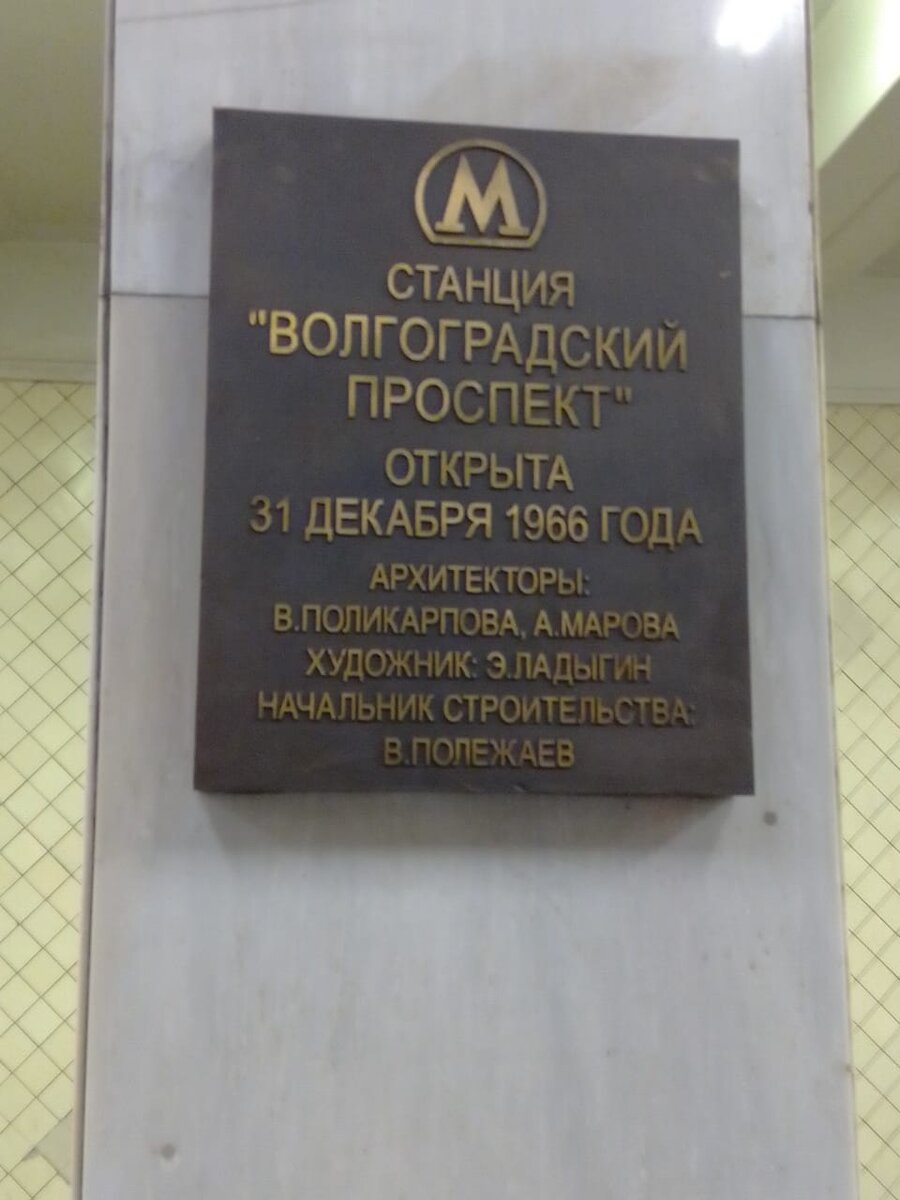 М
СТАНЦИЯ
"ВОЛГОГРАДСКИЙ
ПРОСПЕКТ"
ОТКРЫТА
31 ДЕКАБРЯ 1966 ГОДА
АРХИТЕКТОРЫ:
В.ПОЛИКАРПОВА, А.МАРОВА
ХУДОЖНИК: Э.ЛАДЫГИН
НАЧАЛЬНИК СТРОИТЕЛЬСТВА:
В.ПОЛЕЖАЕВ